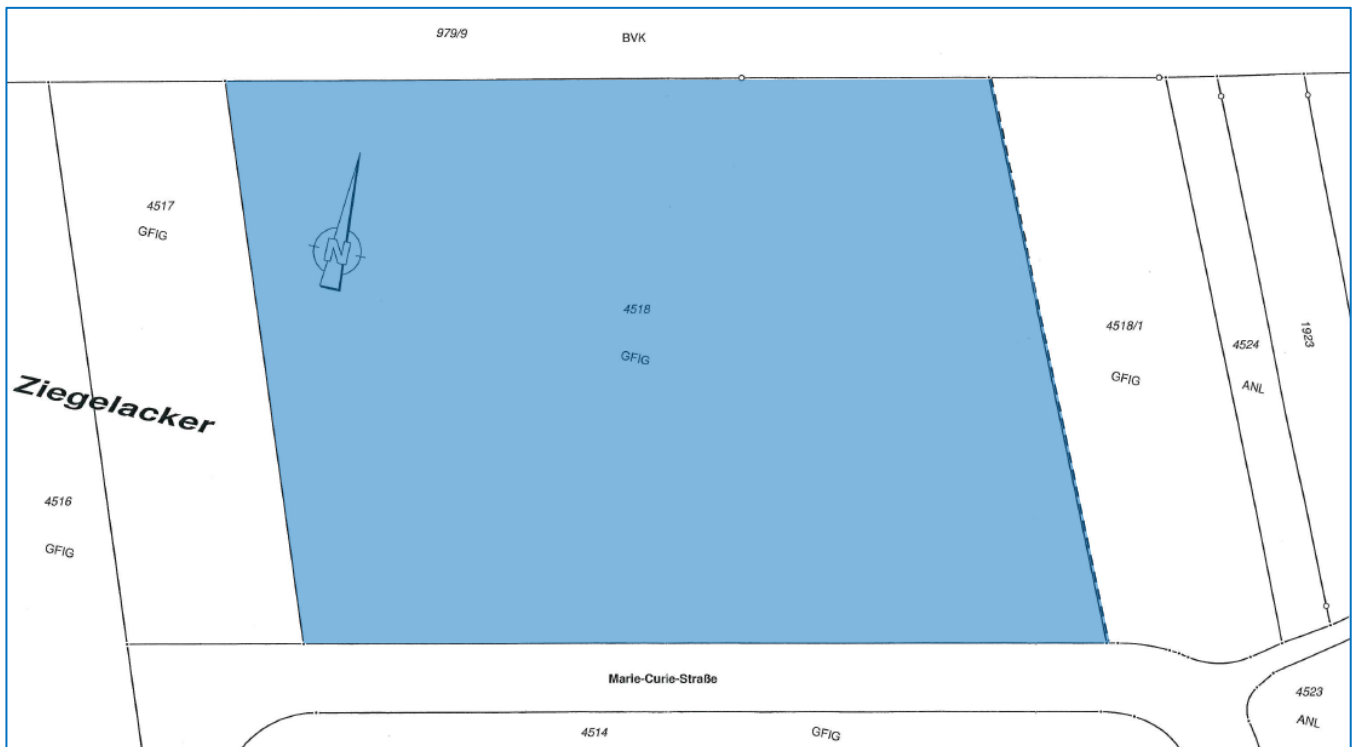 979/9
BVK
4517
GFIG
N
4518
GFIG
4518/1
GFIG
4524
ANL
1923
Ziegelacker
4516
GFIG
Marie-Curie-Straße
4514
GFIG
4523
ANL